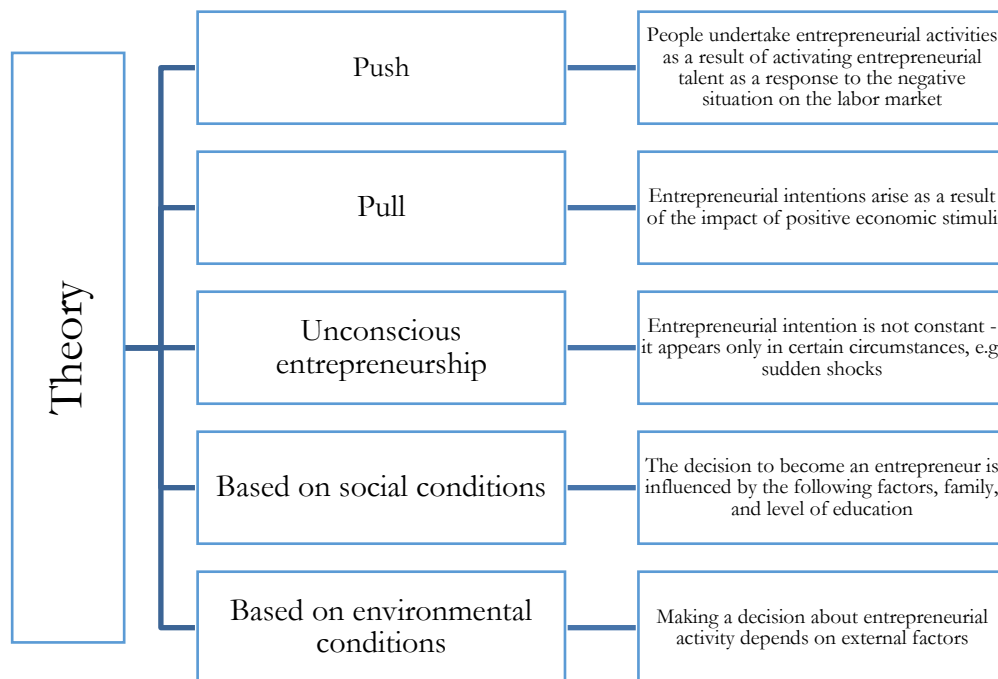 Theory
Push
People undertake entrepreneurial activities
as a result of activating entrepreneurial
talent as a response to the negative
situation on the labor market
Pull
Entrepreneurial intentions arise as a result
of the impact of positive economic stimuli
Unconscious
entrepreneurship
Entrepreneurial intention is not constant -
it appears only in certain circumstances, e.g
sudden shocks
Based on social conditions
The decision to become an entrepreneur is
influenced by the following factors, family,
and level of education
Based on environmental
conditions
Making a decision about entrepreneurial
activity depends on external factors